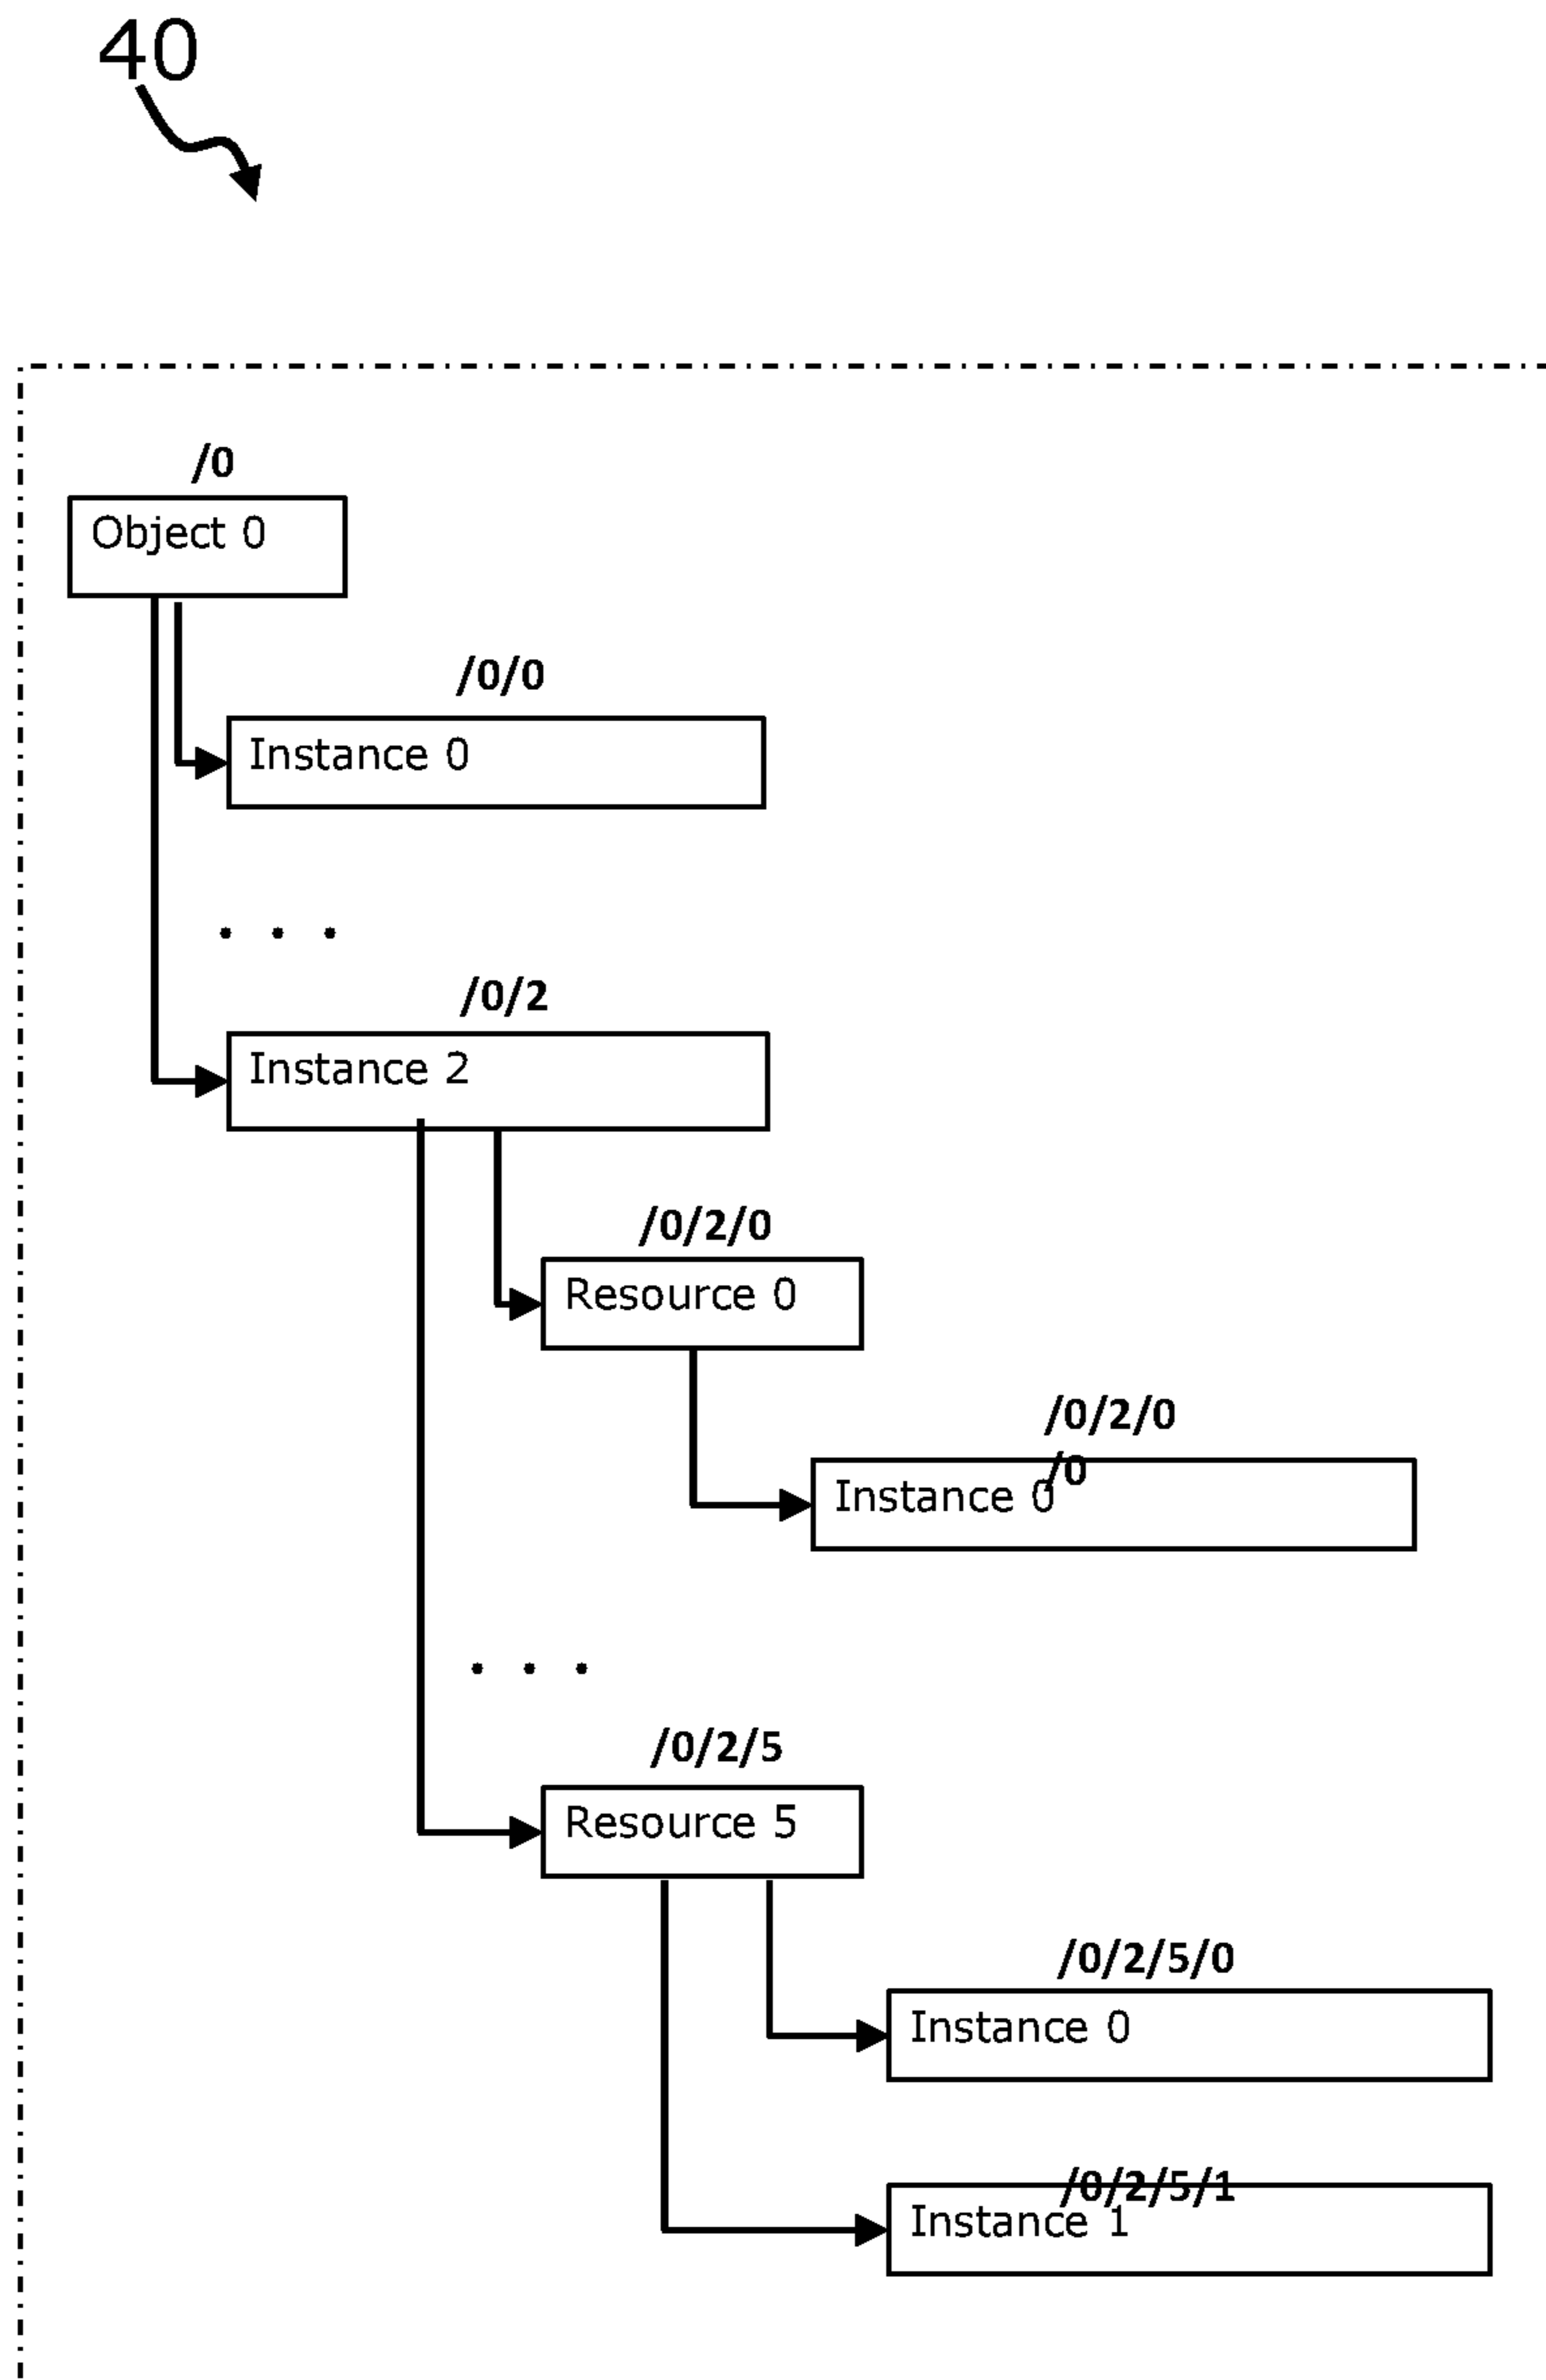 40
/0
Object 0
/0/0
Instance 0
. . .
/0/2
Instance 2
/0/2/0
Resource 0
/0/2/0
/0
Instance 0
. . .
/0/2/5
Resource 5
/0/2/5/0
Instance 0
/0/2/5/1
Instance 1